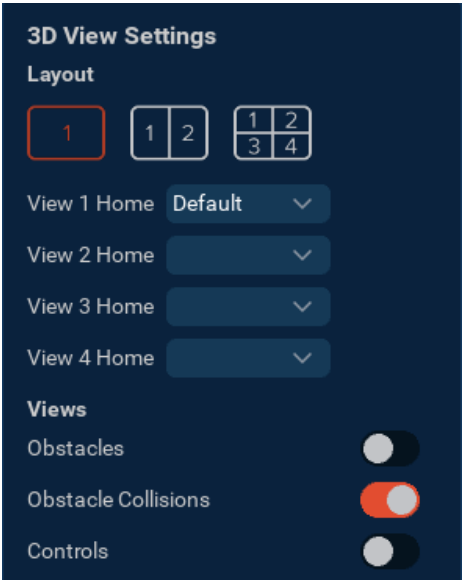 3D View Settings
Layout
1 1 2 1 2
3 4
View 1 Home Default
View 2 Home
View 3 Home
View 4 Home
Views
Obstacles
Obstacle Collisions
Controls